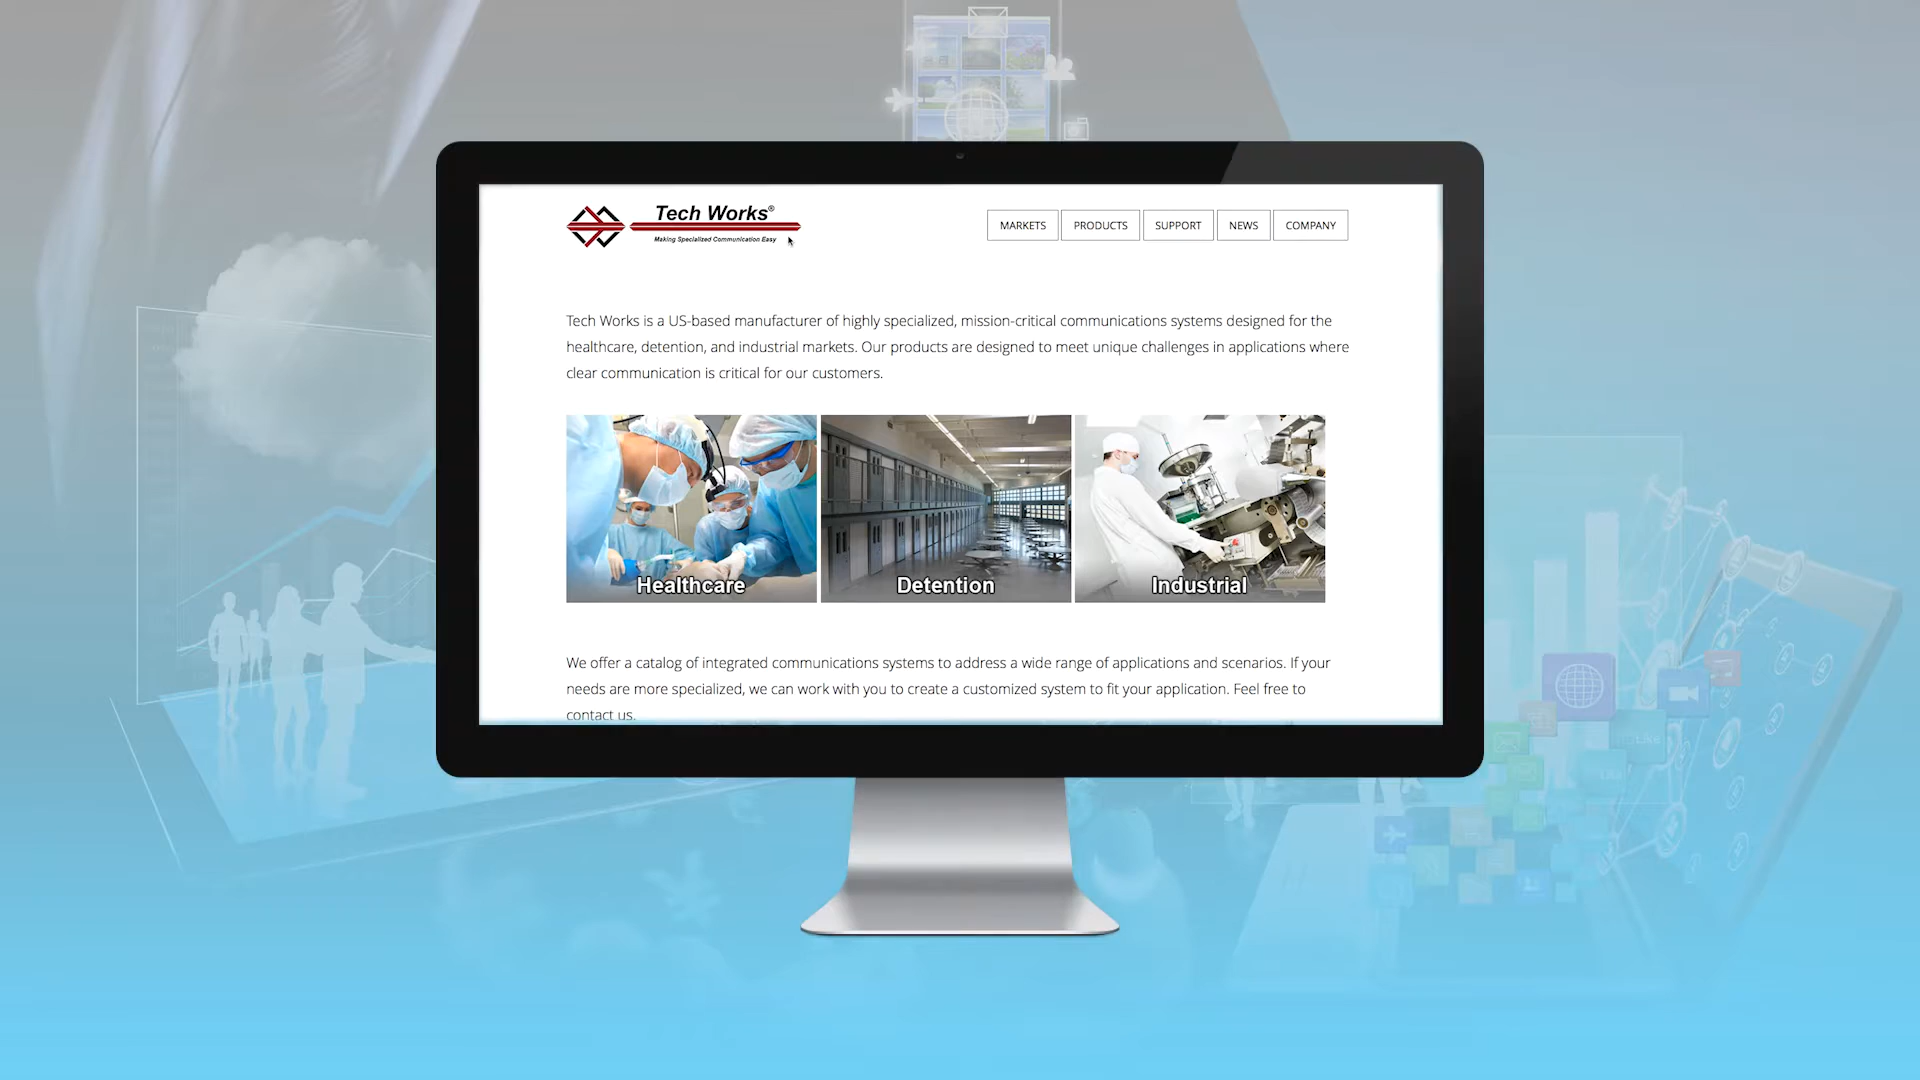 Tech Works®
Making Specialized Communication Easy
MARKETS
PRODUCTS
SUPPORT
NEWS
COMPANY
Tech Works is a US-based manufacturer of highly specialized, mission-critical communications systems designed for the
healthcare, detention, and industrial markets. Our products are designed to meet unique challenges in applications where
clear communication is critical for our customers.
Healthcare
Detention
Industrial
We offer a catalog of integrated communications systems to address a wide range of applications and scenarios. If your
needs are more specialized, we can work with you to create a customized system to fit your application. Feel free to
contact us.
Like